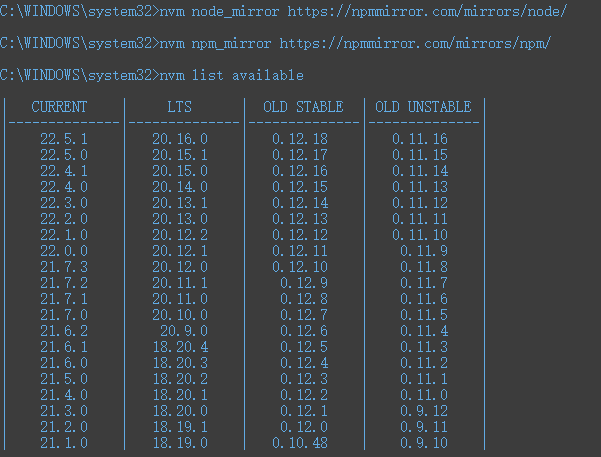 C:\WINDOWS\system32>nvm node_mirror https://npmmirror.com/mirrors/node/
C:\WINDOWS\system32>nvm npm_mirror https://npmmirror.com/mirrors/npm/
C:\WINDOWS\system32>nvm list available
| CURRENT | LTS | OLD STABLE | OLD UNSTABLE |
|--------------|--------------|--------------|--------------|
| 22.5.1 | 20.16.0 | 0.12.18 | 0.11.16 |
| 22.5.0 | 20.15.1 | 0.12.17 | 0.11.15 |
| 22.4.1 | 20.15.0 | 0.12.16 | 0.11.14 |
| 22.4.0 | 20.14.0 | 0.12.15 | 0.11.13 |
| 22.3.0 | 20.13.1 | 0.12.14 | 0.11.12 |
| 22.2.0 | 20.13.0 | 0.12.13 | 0.11.11 |
| 22.1.0 | 20.12.2 | 0.12.12 | 0.11.10 |
| 22.0.0 | 20.12.1 | 0.12.11 | 0.11.9 |
| 21.7.3 | 20.12.0 | 0.12.10 | 0.11.8 |
| 21.7.2 | 20.11.1 | 0.12.9 | 0.11.7 |
| 21.7.1 | 20.11.0 | 0.12.8 | 0.11.6 |
| 21.7.0 | 20.10.0 | 0.12.7 | 0.11.5 |
| 21.6.2 | 20.9.0 | 0.12.6 | 0.11.4 |
| 21.6.1 | 18.20.4 | 0.12.5 | 0.11.3 |
| 21.6.0 | 18.20.3 | 0.12.4 | 0.11.2 |
| 21.5.0 | 18.20.2 | 0.12.3 | 0.11.1 |
| 21.4.0 | 18.20.1 | 0.12.2 | 0.11.0 |
| 21.3.0 | 18.20.0 | 0.12.1 | 0.9.12 |
| 21.2.0 | 18.19.1 | 0.12.0 | 0.9.11 |
| 21.1.0 | 18.19.0 | 0.10.48 | 0.9.10 |